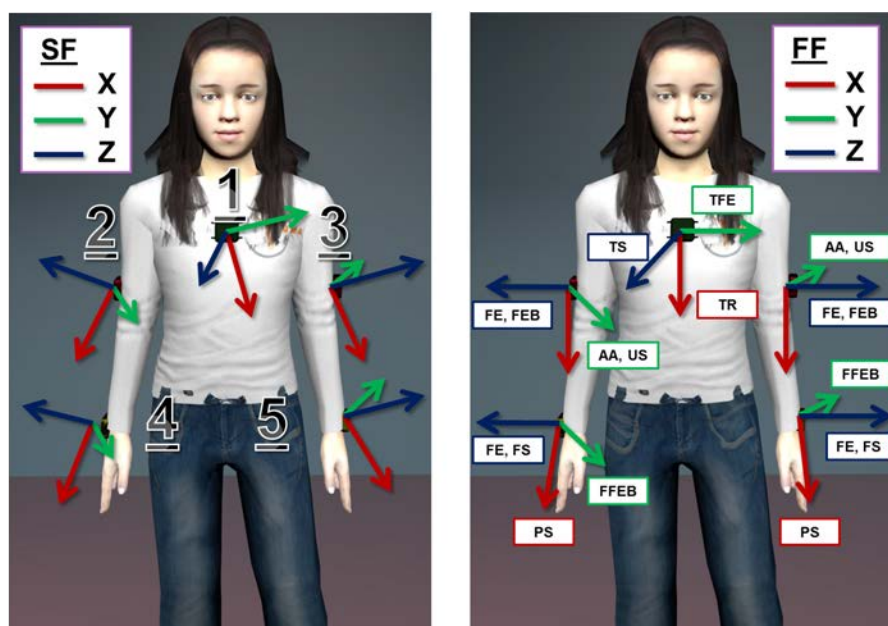 SF
X
Y
Z
1
2
3
4
5
FF
X
Y
Z
TFE
TS
AA, US
TR
FE, FEB
FE, FEB
AA, US
FFEB
FE, FS
FE, FS
FFEB
PS
PS